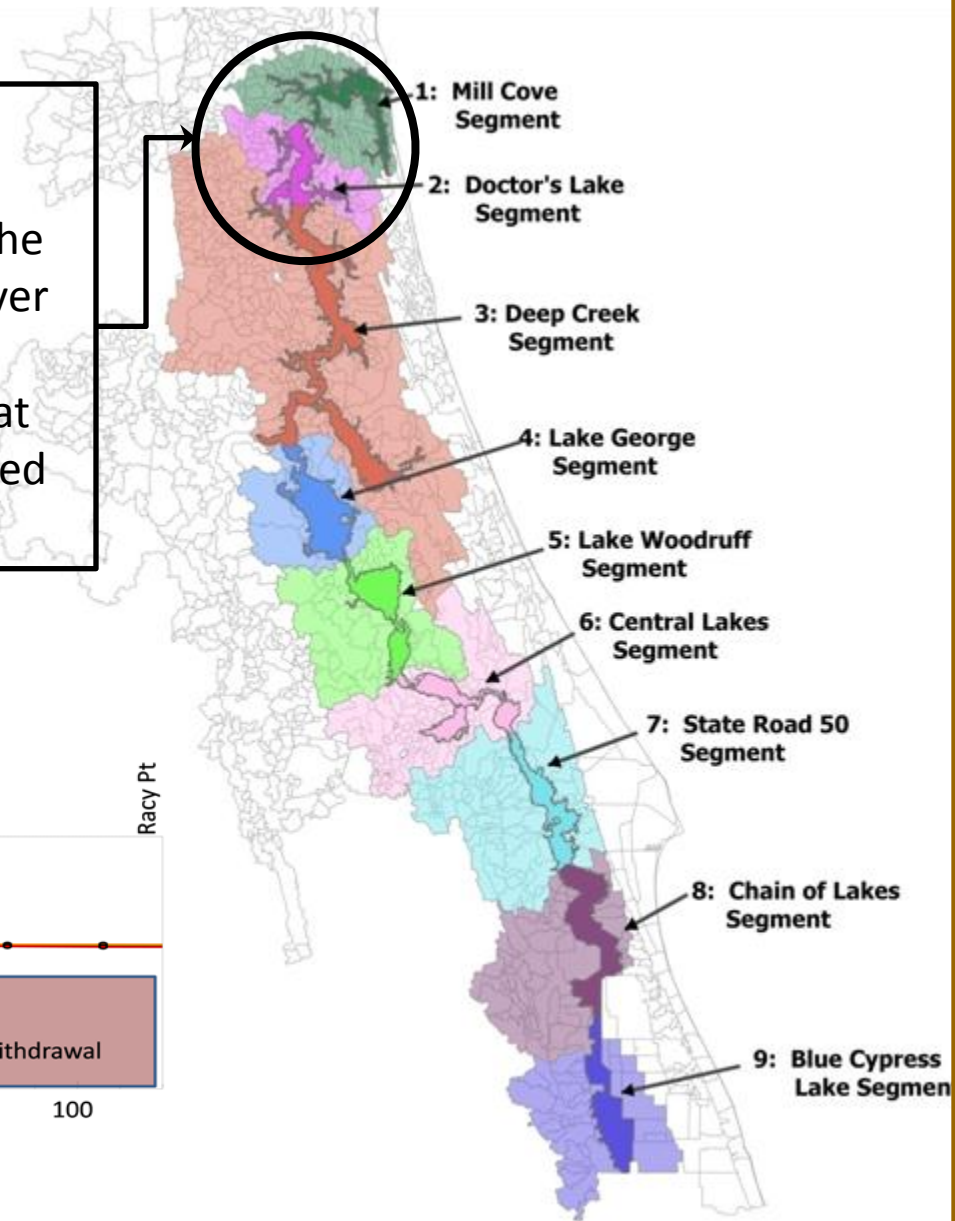 he
ver
at
ed
1: Mill Cove
Segment
2: Doctor's Lake
Segment
3: Deep Creek
Segment
4: Lake George
Segment
5: Lake Woodruff
Segment
6: Central Lakes
Segment
7: State Road 50
Segment
8: Chain of Lakes
Segment
9: Blue Cypress
Lake Segmen
Racy Pt
ithdrawal
100